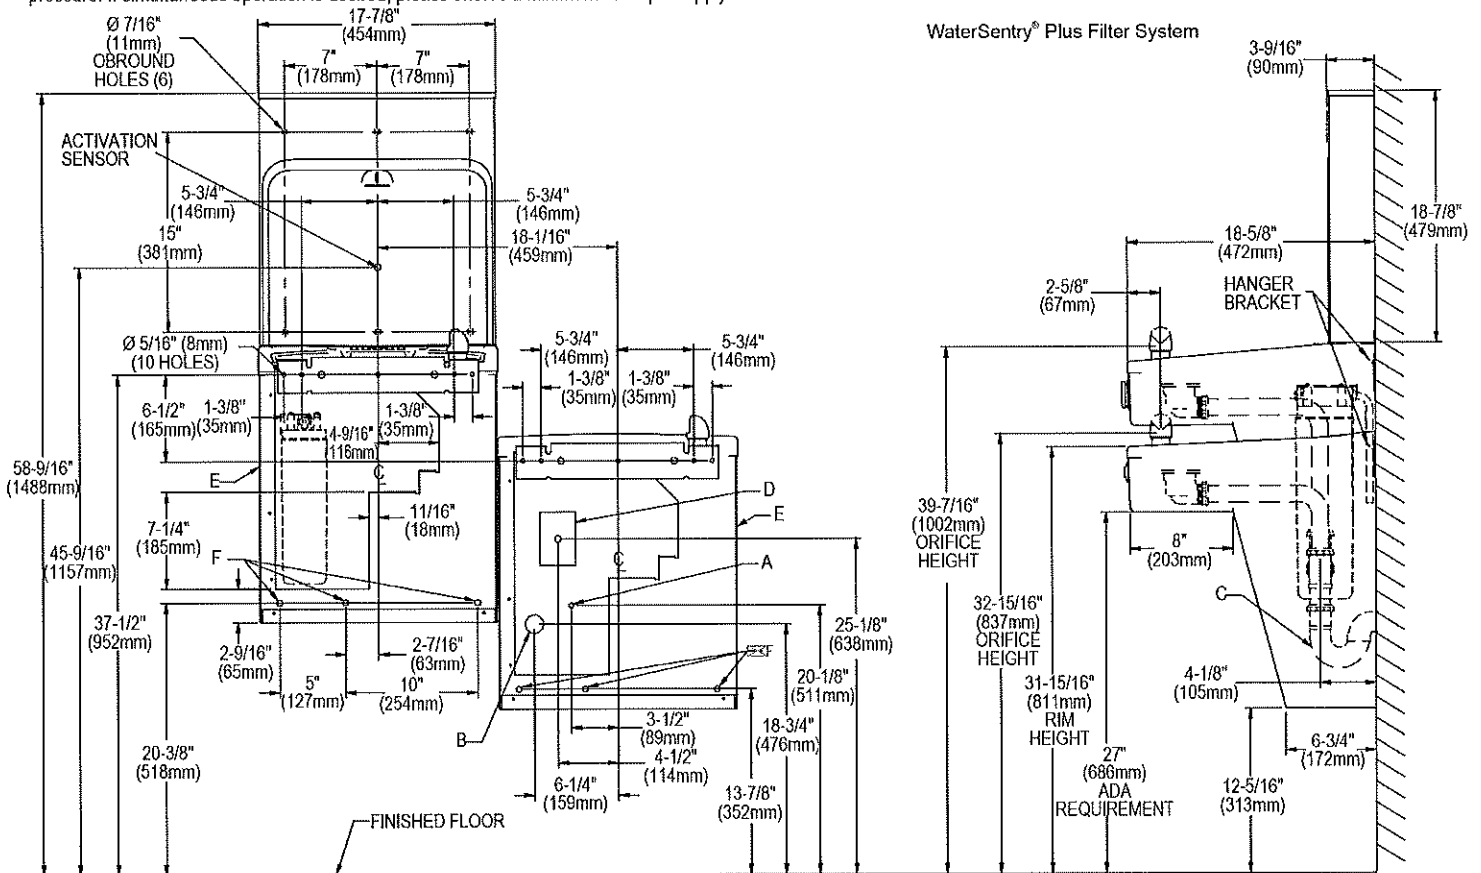 WaterSentry® Plus Filter System
17-7/8"
(454mm)
Ø 7/16"
(11mm)
OBROUND
HOLES (6)
7"
(178mm)
7"
(178mm)
3-9/16"
(90mm)
ACTIVATION
SENSOR
5-3/4"
(146mm)
5-3/4"
(146mm)
15"
(381mm)
18-1/16"
(459mm)
18-7/8"
(479mm)
18-5/8"
(472mm)
2-5/8"
(67mm)
HANGER
BRACKET
Ø 5/16" (8mm)
(10 HOLES)
5-3/4"
(146mm)
5-3/4"
(146mm)
1-3/8"
(35mm)
1-3/8"
(35mm)
6-1/2"
(165mm)
1-3/8"
(35mm)
1-3/8"
(35mm)
4-9/16"
116mm)
58-9/16"
(1488mm)
E
C
L
11/16"
(18mm)
D
E
39-7/16"
(1002mm)
ORIFICE
HEIGHT
8"
(203mm)
7-1/4"
(185mm)
45-9/16"
(1157mm)
F
C
L
A
C
32-15/16"
(837mm)
ORIFICE
HEIGHT
37-1/2"
(952mm)
25-1/8"
(638mm)
2-9/16"
(65mm)
2-7/16"
(63mm)
5"
(127mm)
10"
(254mm)
20-1/8"
(511mm)
31-15/16"
(811mm)
RIM
HEIGHT
4-1/8"
(105mm)
B
3-1/2"
(89mm)
18-3/4"
(476mm)
20-3/8"
(518mm)
4-1/2"
(114mm)
6-1/4"
(159mm)
13-7/8"
(352mm)
27"
(686mm)
ADA
REQUIREMENT
6-3/4"
(172mm)
12-5/16"
(313mm)
FINISHED FLOOR